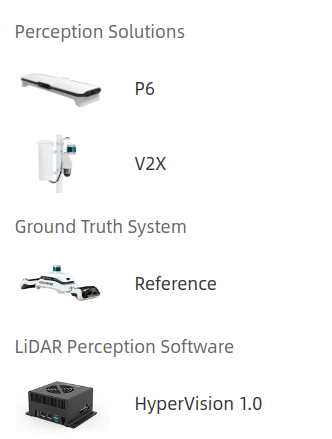 Perception Solutions
P6
V2X
Ground Truth System
Reference
LiDAR Perception Software
HyperVision 1.0